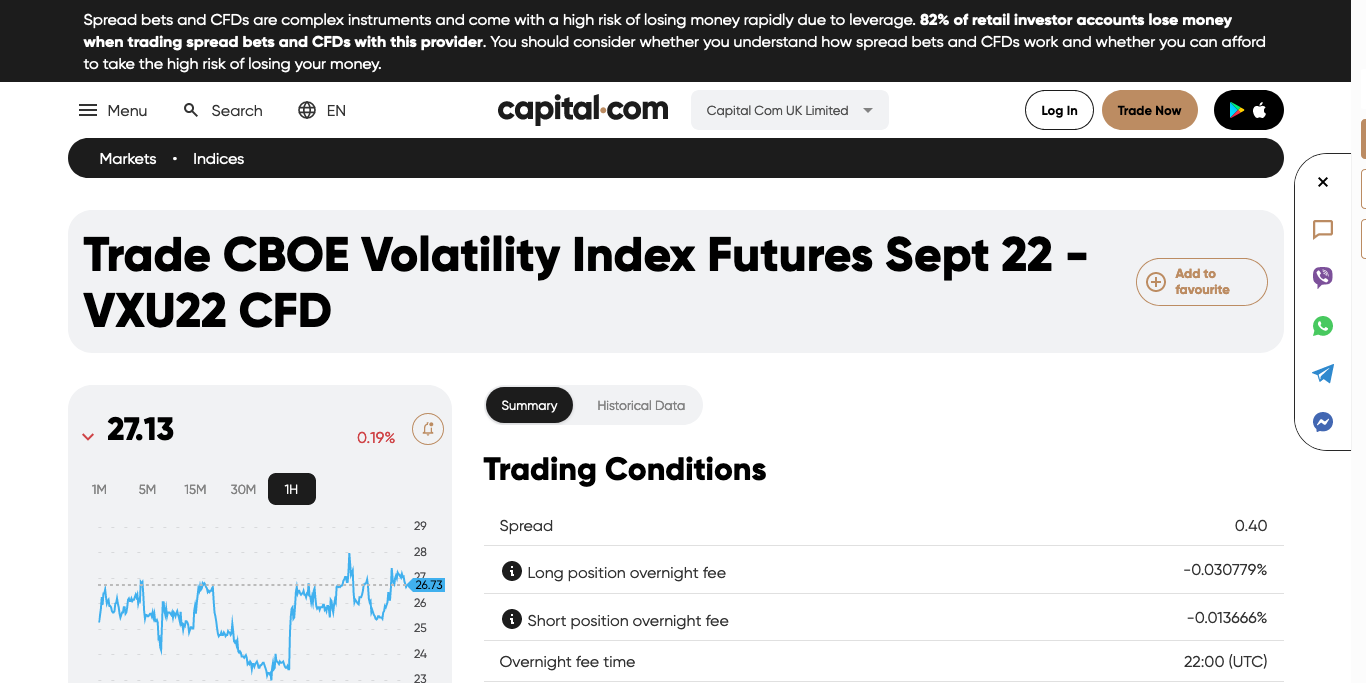 Spread bets and CFDs are complex instruments and come with a high risk of losing money rapidly due to leverage. 82% of retail investor accounts lose money
when trading spread bets and CFDs with this provider. You should consider whether you understand how spread bets and CFDs work and whether you can afford
to take the high risk of losing your money.
Menu Search EN capital.com Capital Com UK Limited Log In Trade Now
Markets • Indices
Trade CBOE Volatility Index Futures Sept 22 -
VXU22 CFD
Add to
favourite
27.13 0.19%
1M 5M 15M 30M 1H
29
28
27
26.73
26
25
24
23
Summary Historical Data
Trading Conditions
Spread 0.40
Long position overnight fee -0.030779%
Short position overnight fee -0.013666%
Overnight fee time 22:00 (UTC)